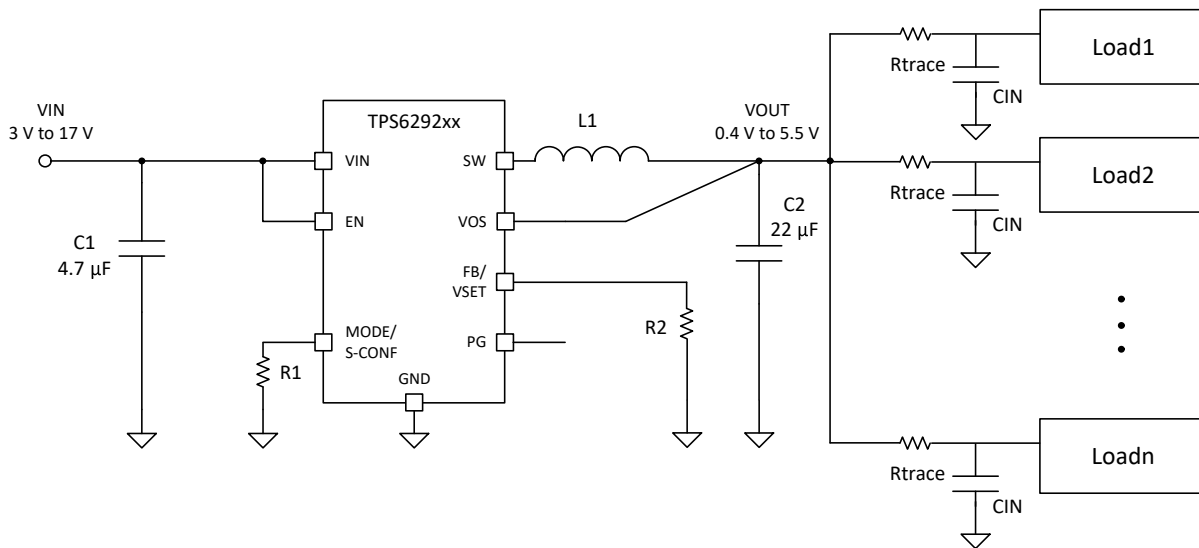 VIN
3 V to 17 V
C1
4.7 µF
TPS6292xx
VIN
EN
MODE/
S-CONF
GND
SW
VOS
FB/
VSET
PG
R1
L1
R2
VOUT
0.4 V to 5.5 V
C2
22 µF
Rtrace
CIN
Load1
Rtrace
CIN
Load2
Rtrace
CIN
Loadn